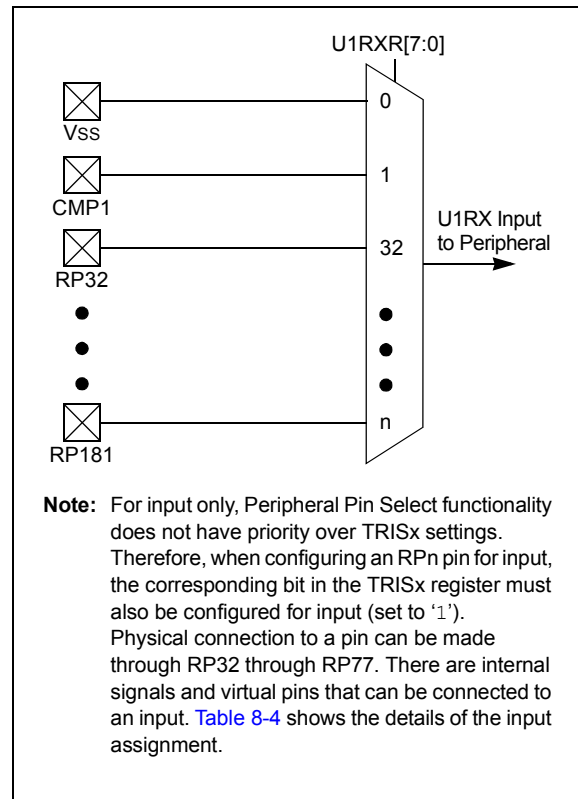 U1RXR[7:0]
0
Vss
1
CMP1
U1RX Input
to Peripheral
32
RP32
n
RP181
Note: For input only, Peripheral Pin Select functionality
does not have priority over TRISx settings.
Therefore, when configuring an RPn pin for input,
the corresponding bit in the TRISx register must
also be configured for input (set to ‘1’).
Physical connection to a pin can be made
through RP32 through RP77. There are internal
signals and virtual pins that can be connected to
an input. Table 8-4 shows the details of the input
assignment.